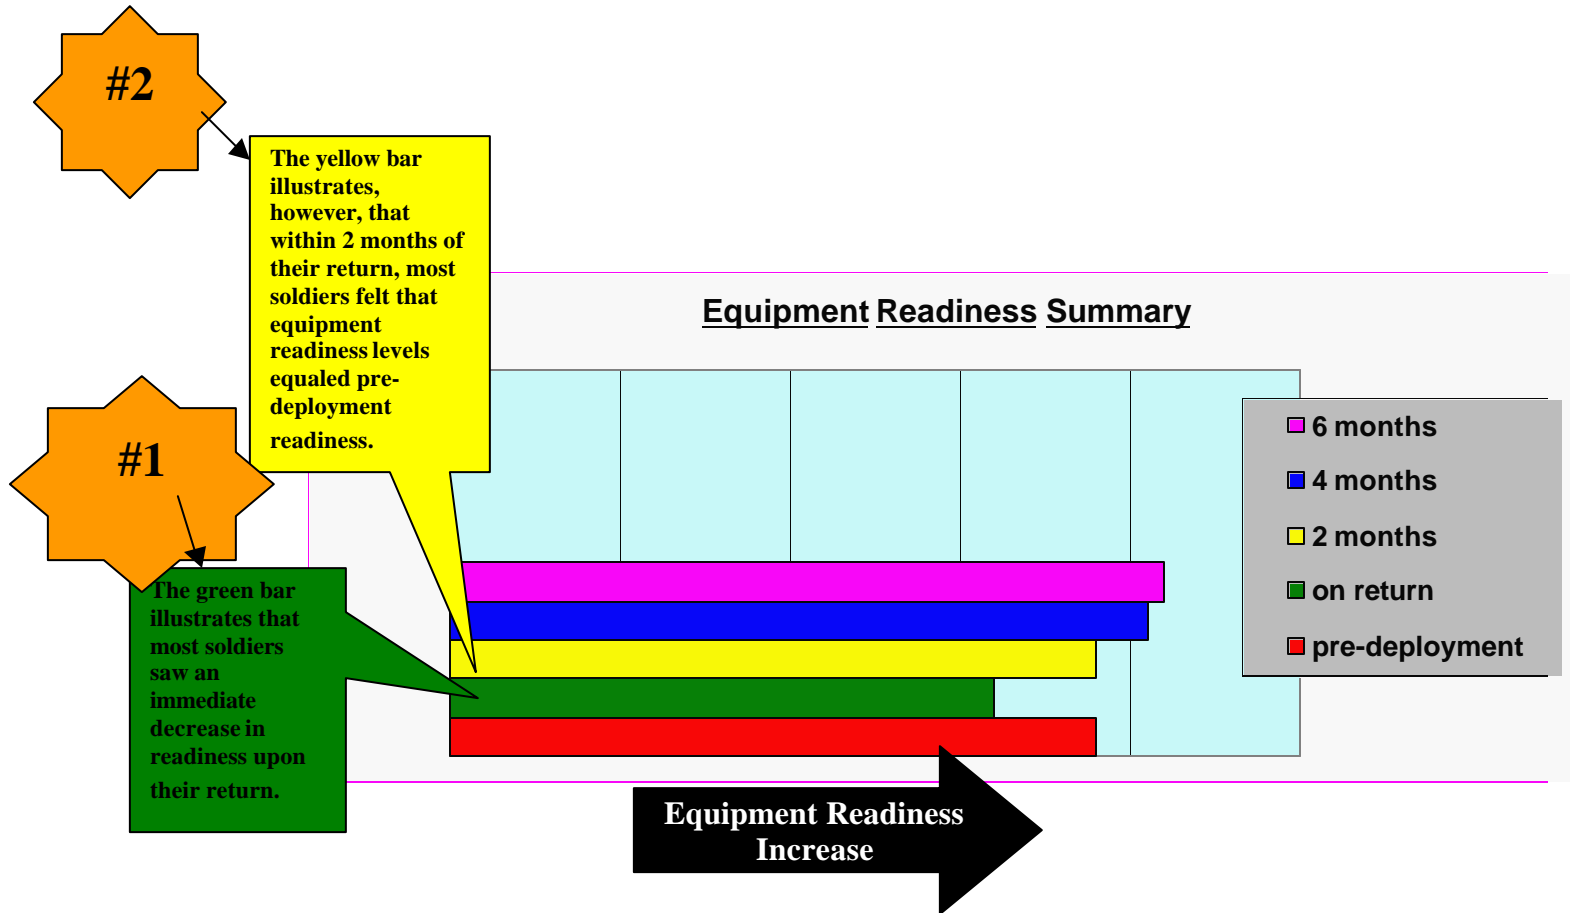 #2
The yellow bar
illustrates,
however, that
within 2 months of
their return, most
soldiers felt that
equipment
readiness levels
equaled pre-
deployment
readiness.
Equipment Readiness Summary
#1
The green bar
illustrates that
most soldiers
saw an
immediate
decrease in
readiness upon
their return.
6 months
4 months
2 months
on return
pre-deployment
Equipment Readiness
Increase